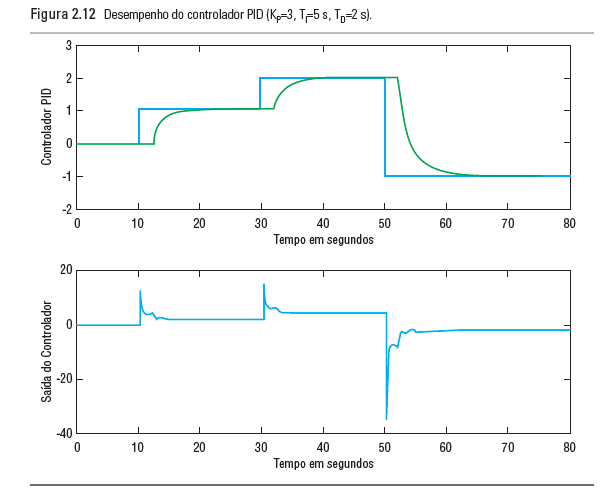 Figura 2.12 Desempenho do controlador PID (KP=3, TI=5 s, TD=2 s).
3
2
1
0
-1
-2
Controlador PID
0 10 20 30 40 50 60 70 80
Tempo em segundos
20
0
-20
-40
Saída do Controlador
0 10 20 30 40 50 60 70 80
Tempo em segundos